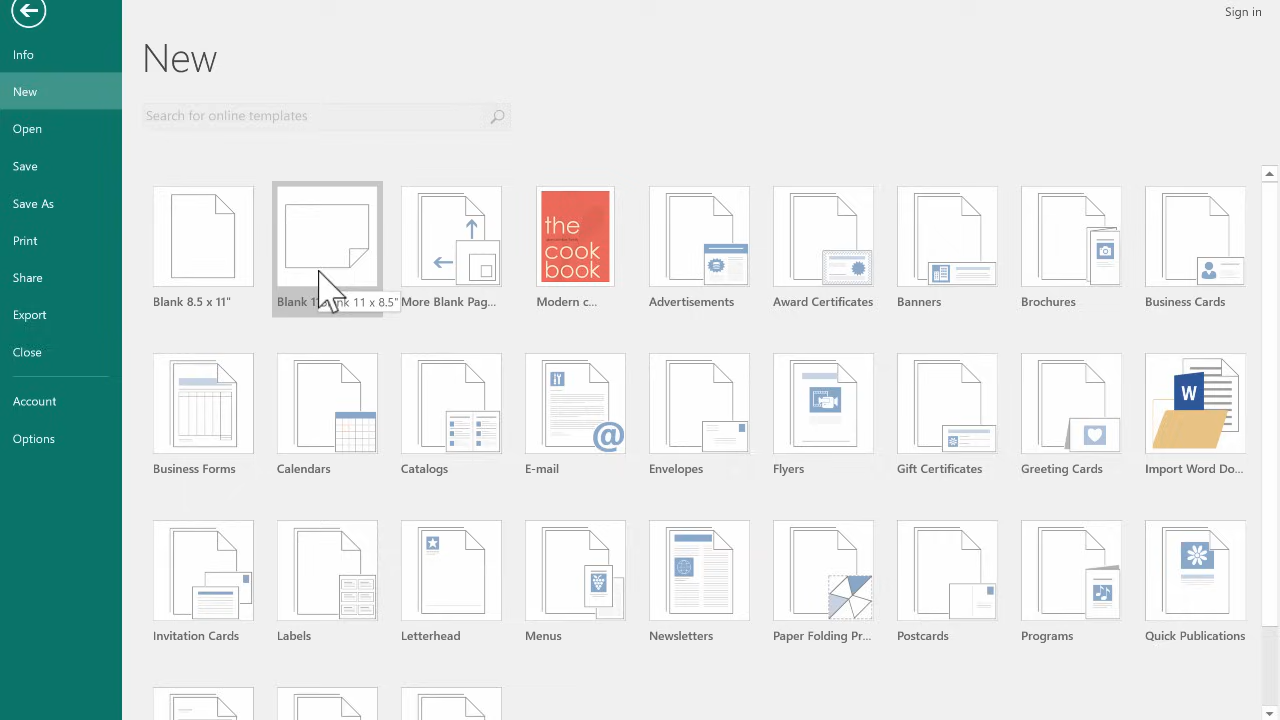 Sign in
Info
New
Open
Save
Save As
Print
Share
Export
Close
Account
Options
New
Search for online templates
Blank 8.5 x 11"
Blank 11 x 8.5"
More Blank Pag...
the
cook
book
Modern c...
Advertisements
Award Certificates
Banners
Brochures
Business Cards
Business Forms
Calendars
Catalogs
@
E-mail
Envelopes
Flyers
Gift Certificates
Greeting Cards
W
Import Word Do...
Invitation Cards
Labels
Letterhead
Menus
Newsletters
Paper Folding Pr...
Postcards
Programs
Quick Publications